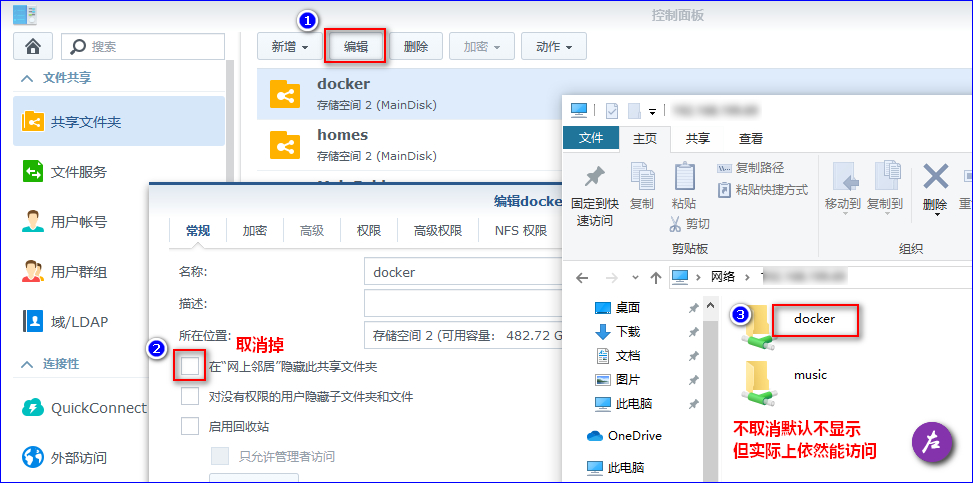 控制面板
搜索
文件共享
共享文件夹
文件服务
用户帐号
用户群组
域/LDAP
连接性
QuickConnect
外部访问
1
新增 编辑 删除 加密 动作
docker
存储空间 2 (MainDisk)
homes
存储空间 2 (MainDisk)
编辑docke
常规 加密 高级 权限 高级权限 NFS 权限
名称: docker
描述:
所在位置: 存储空间 2 (可用容量： 482.72 G
取消掉
2
在“网上邻居”隐藏此共享文件夹
对没有权限的用户隐藏子文件夹和文件
启用回收站
只允许管理者访问
文件 主页 共享 查看
固定到快
速访问
复制
粘贴
复制路径
粘贴快捷方式
剪切
移动到 复制到 删除
剪贴板 组织
网络
桌面
下载
文档
图片
此电脑
OneDrive
此电脑
3
docker
music
不取消默认不显示
但实际上依然能访问
左